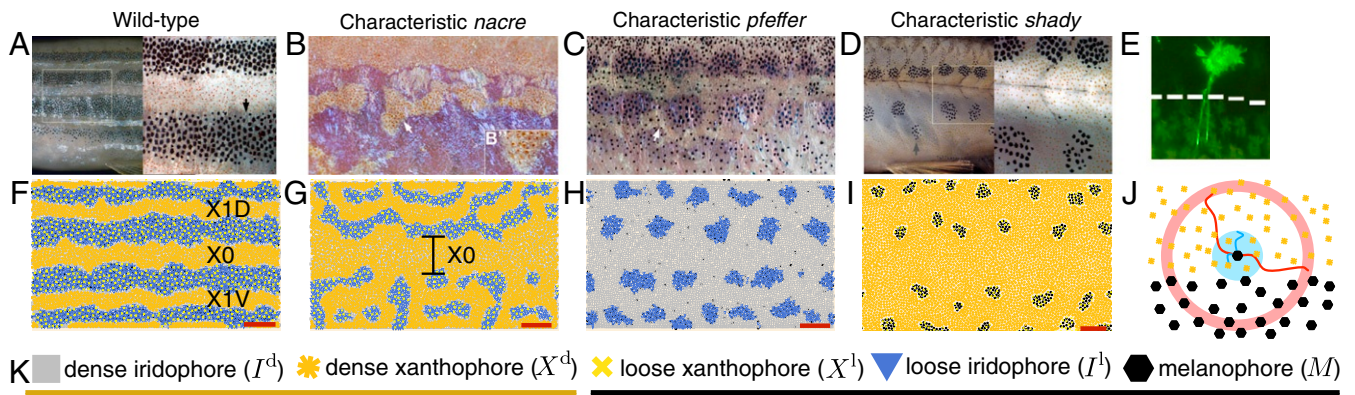 Wild-type
Characteristic nacre
Characteristic pfeffer
Characteristic shady
A
B
B''
C
D
E
F
X1D
X0
X1V
G
X0
H
I
J
K dense iridophore (I^d) dense xanthophore (X^d) loose xanthophore (X^l) loose iridophore (I^l) melanophore (M)